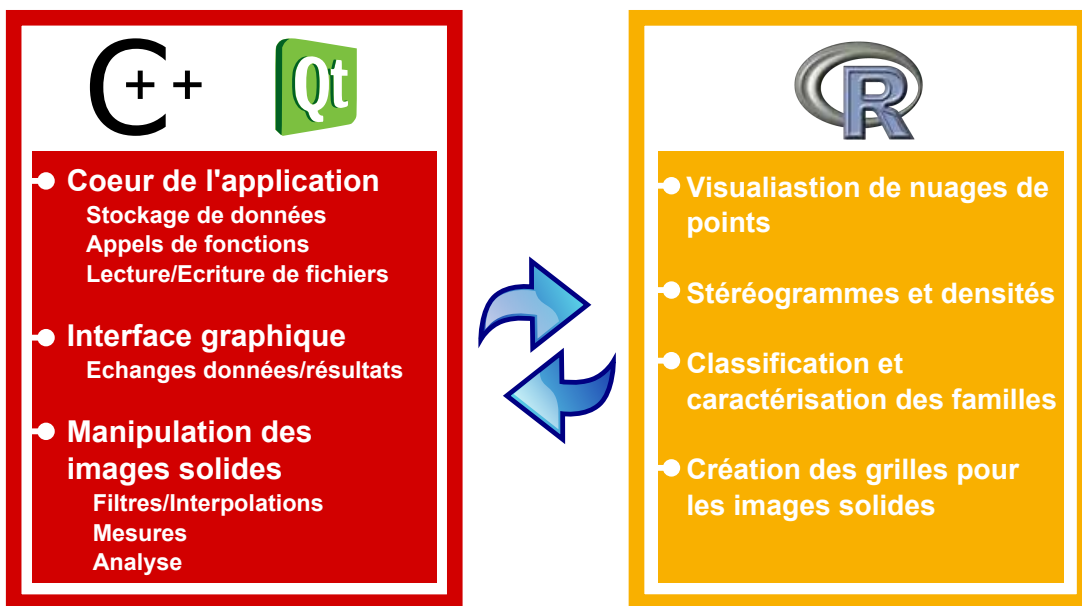 C++
Qt
Coeur de l'application
Stockage de données
Appels de fonctions
Lecture/Ecriture de fichiers
Interface graphique
Echanges données/résultats
Manipulation des
images solides
Filtres/Interpolations
Mesures
Analyse
R
Visualiastion de nuages de
points
Stéréogrammes et densités
Classification et
caractérisation des familles
Création des grilles pour
les images solides